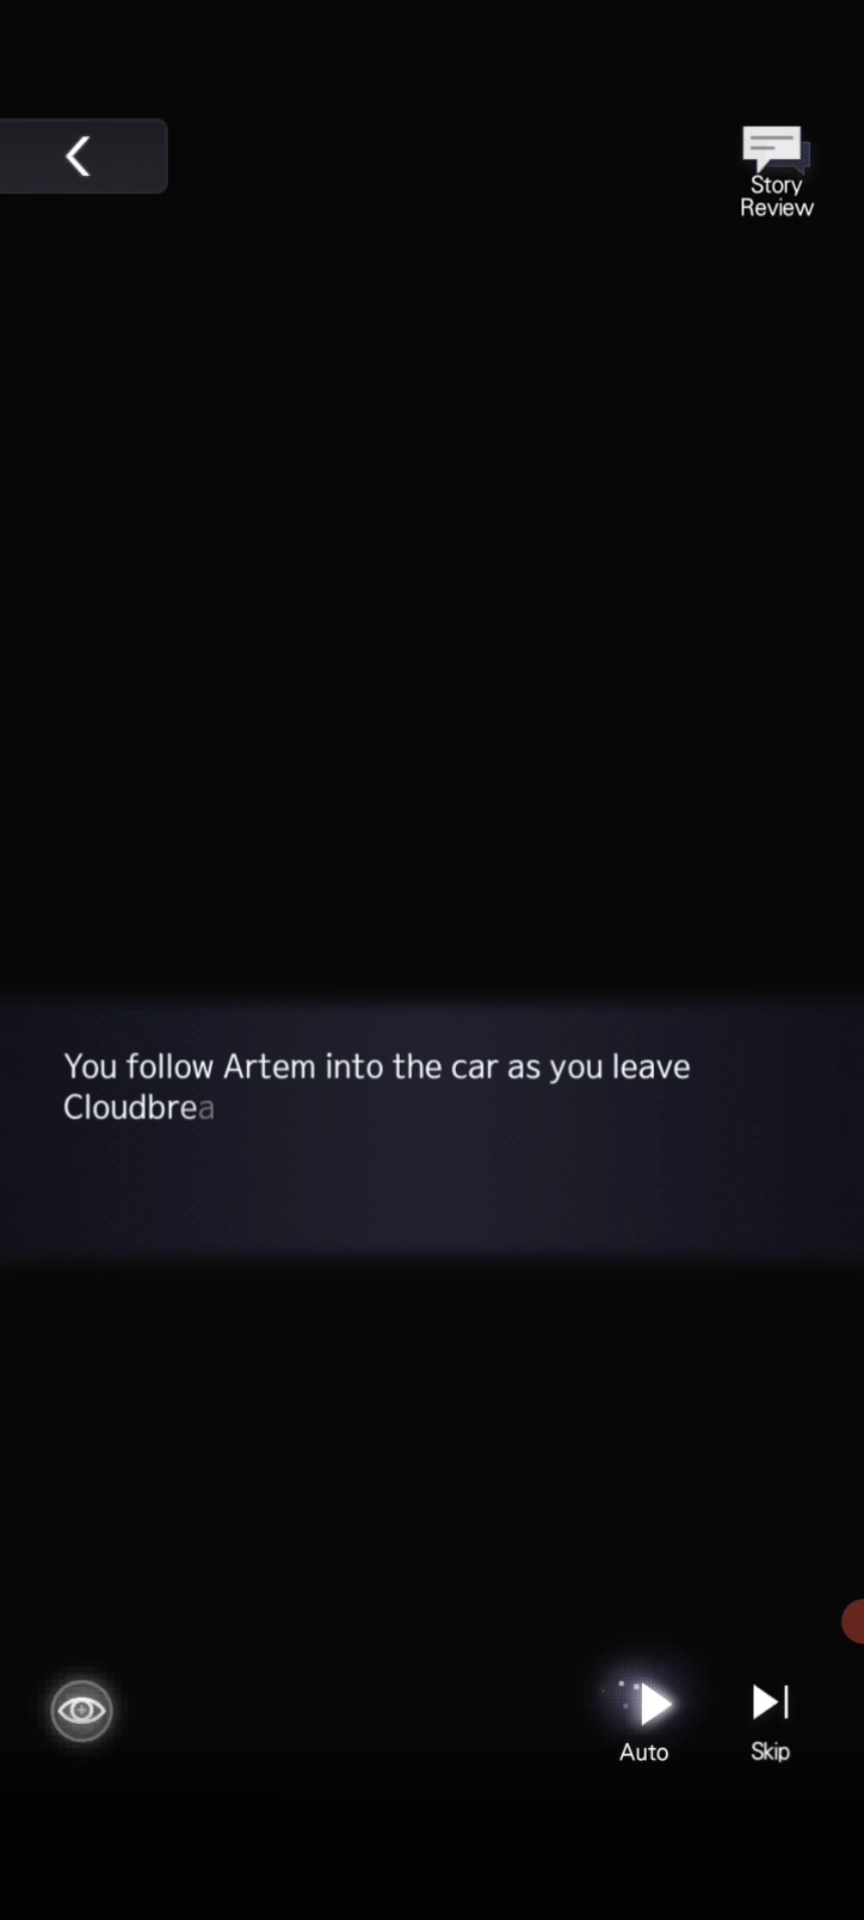 Story
Review
You follow Artem into the car as you leave
Cloudbrea
Auto
Skip